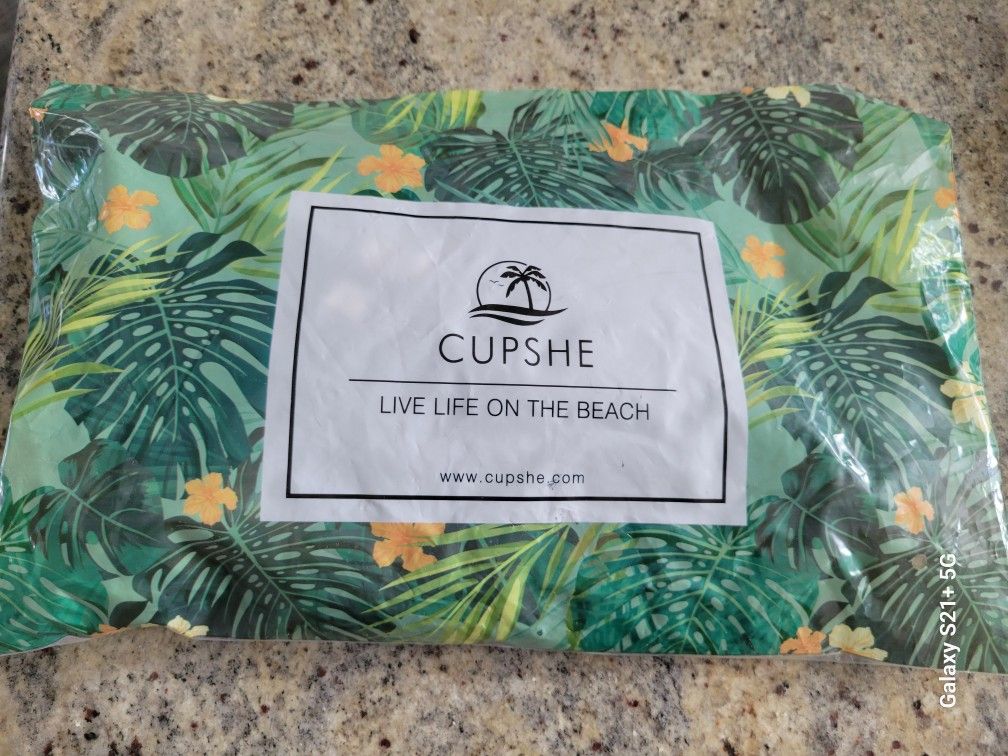 CUPSHE
LIVE LIFE ON THE BEACH
www.cupshe.com
Galaxy S21+ 5G